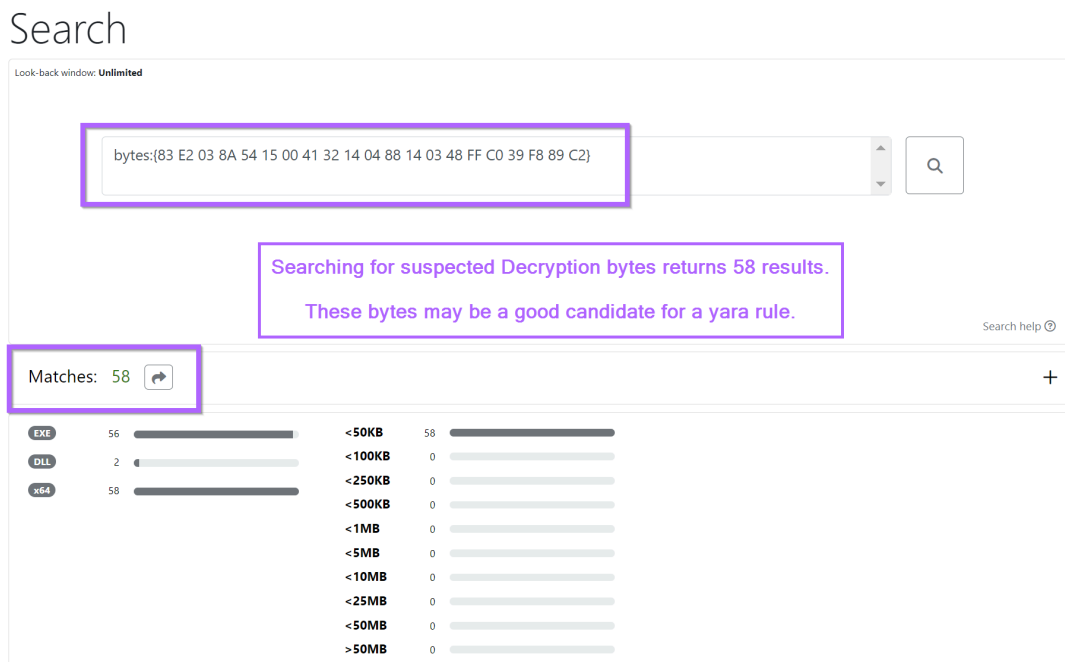 Search
Look-back window: Unlimited
bytes:{83 E2 03 8A 54 15 00 41 32 14 04 88 14 03 48 FF C0 39 F8 89 C2}
Searching for suspected Decryption bytes returns 58 results.
These bytes may be a good candidate for a yara rule.
Search help ?
Matches: 58
+
EXE 56 <50KB 58
<100KB 0
DLL 2
<250KB 0
x64 58
<500KB 0
<1MB 0
<5MB 0
<10MB 0
<25MB 0
<50MB 0
>50MB 0